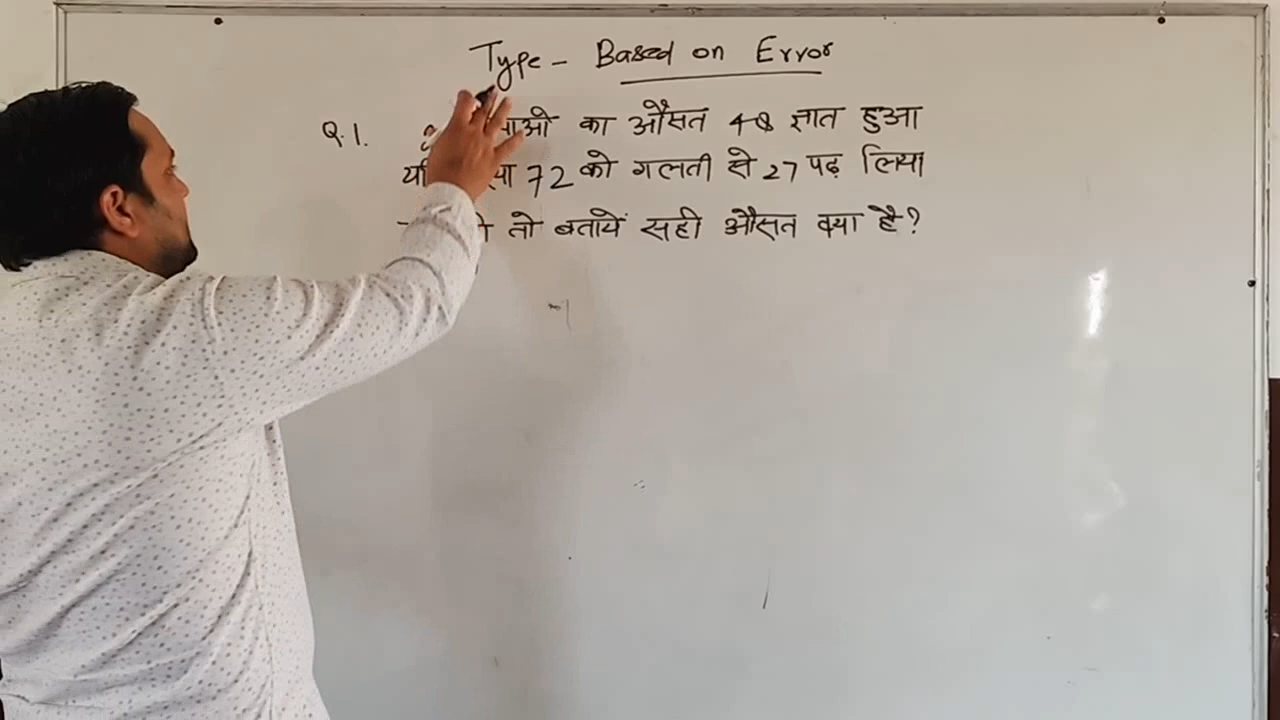 Type - Based on Error
Q.1. का औसत 48 ज्ञात हुआ
72 को गलती से 27 पढ़ लिया
तो बतायें सही औसत क्या है?